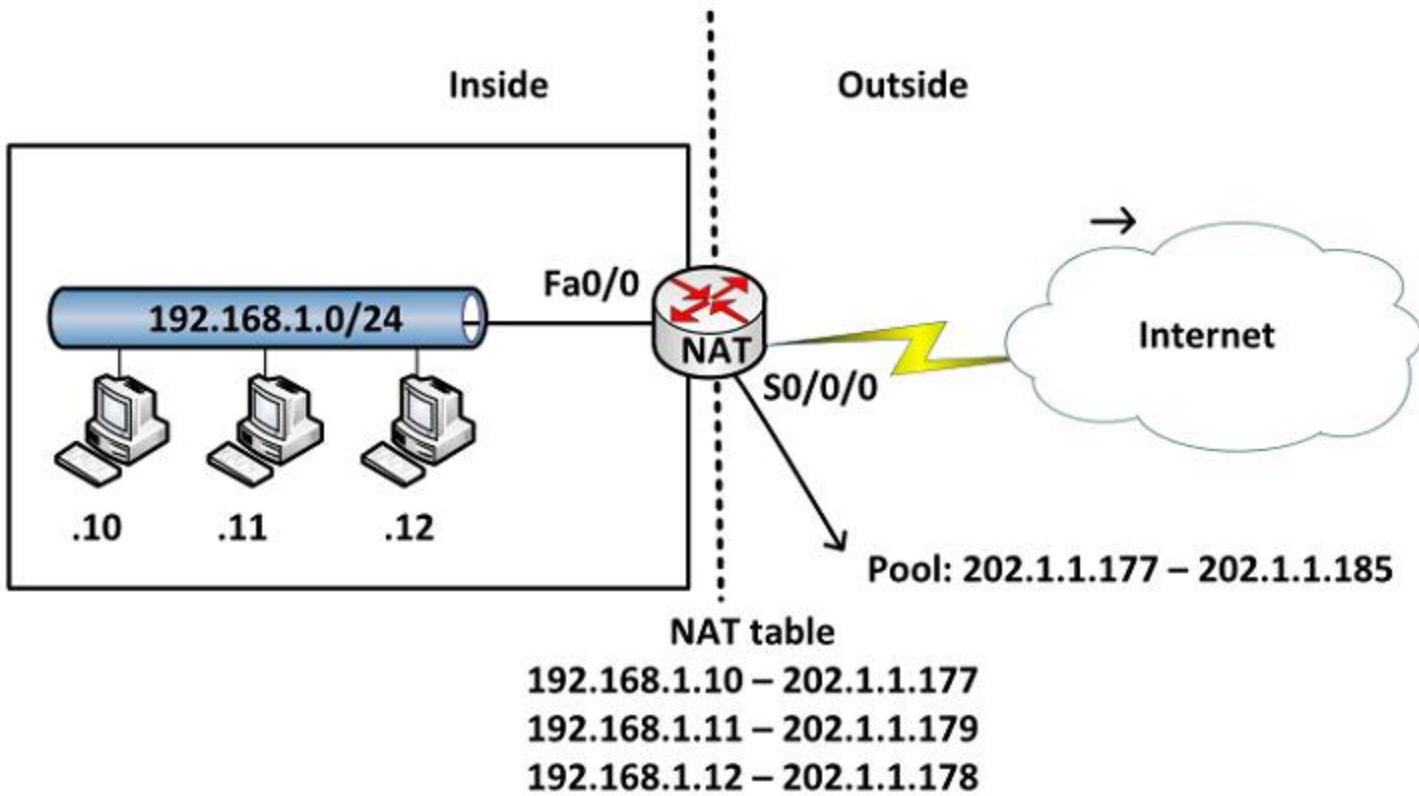 Inside
Outside
Fa0/0
192.168.1.0/24
NAT
Internet
S0/0/0
.10
.11
.12
Pool: 202.1.1.177 – 202.1.1.185
NAT table
192.168.1.10 – 202.1.1.177
192.168.1.11 – 202.1.1.179
192.168.1.12 – 202.1.1.178